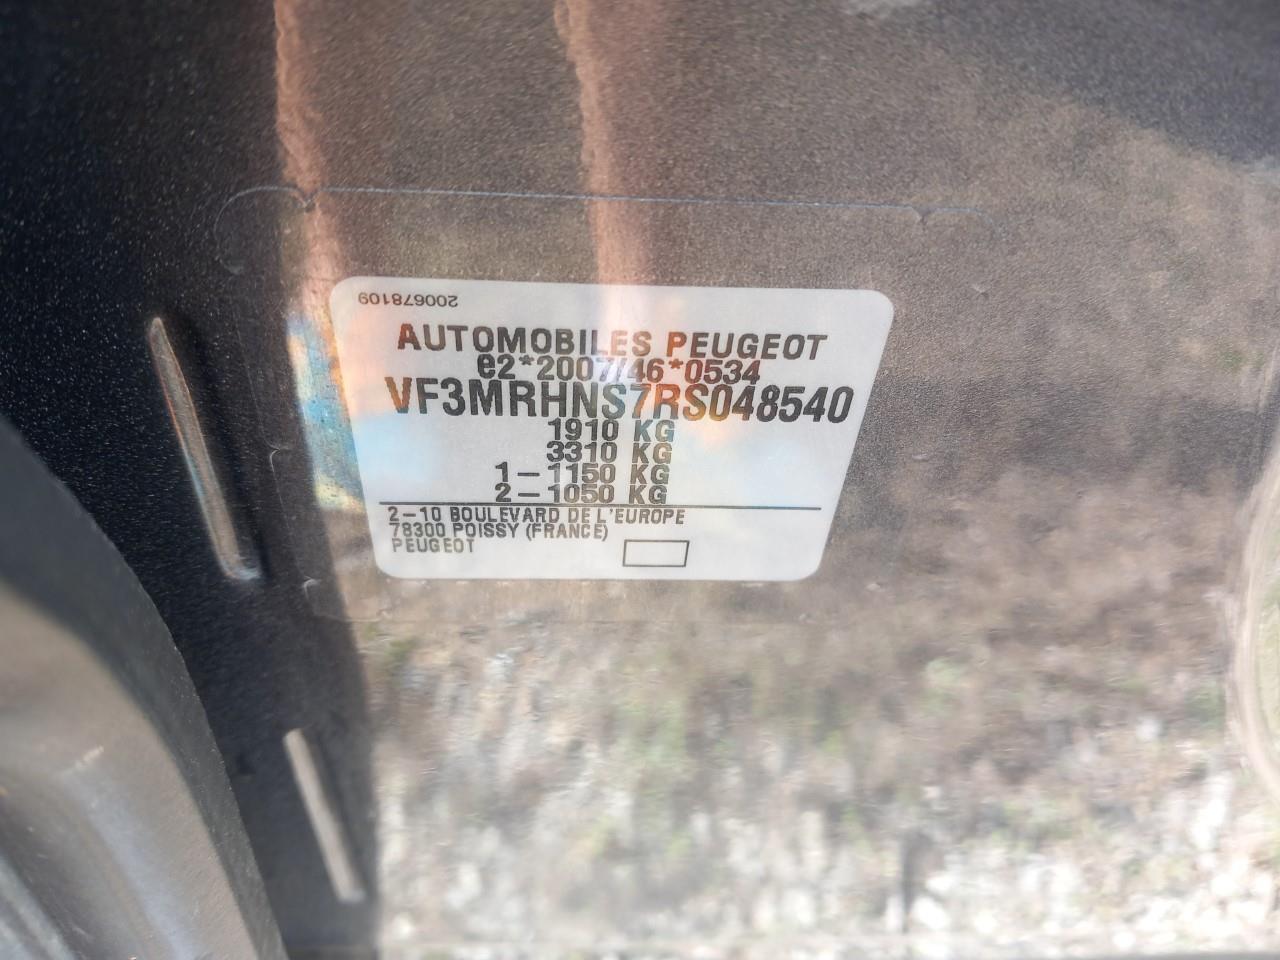 200678109
AUTOMOBILES PEUGEOT
e2*2007/46*0534
VF3MRHNS7RS048540
1910 KG
3310 KG
1-1150 KG
2-1050 KG
2-10 BOULEVARD DE L'EUROPE
78300 POISSY (FRANCE)
PEUGEOT